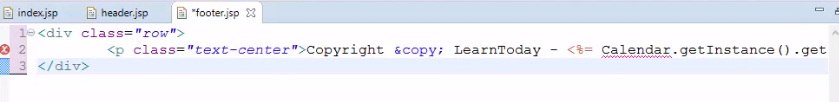 index.jsp header.jsp *footer.jsp
1 <div class="row">
2 <p class="text-center">Copyright &copy; LearnToday - <%= Calendar.getInstance().get
3 </div>